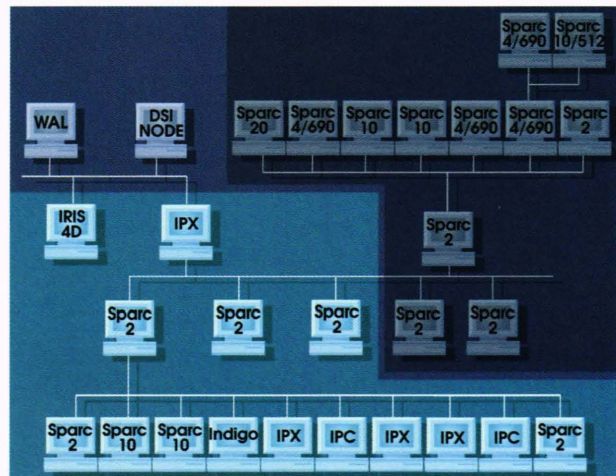 Sparc
4/690
Sparc
10/512
WAL
DSI
NODE
Sparc
20
Sparc
4/690
Sparc
10
Sparc
10
Sparc
4/690
Sparc
4/690
Sparc
2
IRIS
4D
IPX
Sparc
2
Sparc
2
Sparc
2
Sparc
2
Sparc
2
Sparc
2
Sparc
2
Sparc
10
Sparc
10
Indigo
IPX
IPC
IPX
IPX
IPC
Sparc
2